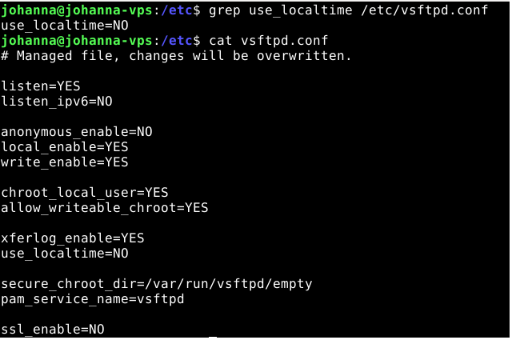 johanna@johanna-vps:/etc$ grep use_localtime /etc/vsftpd.conf
use_localtime=NO
johanna@johanna-vps:/etc$ cat vsftpd.conf
# Managed file, changes will be overwritten.
listen=YES
listen_ipv6=NO
anonymous_enable=NO
local_enable=YES
write_enable=YES
chroot_local_user=YES
allow_writeable_chroot=YES
xferlog_enable=YES
use_localtime=NO
secure_chroot_dir=/var/run/vsftpd/empty
pam_service_name=vsftpd
ssl_enable=NO